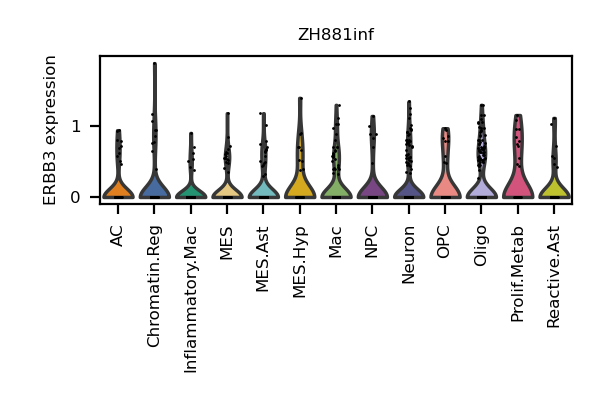 ZH881inf
ERBB3 expression
1
0
AC
Chromatin.Reg
Inflammatory.Mac
MES
MES.Ast
MES.Hyp
Mac
NPC
Neuron
OPC
Oligo
Prolif.Metab
Reactive.Ast